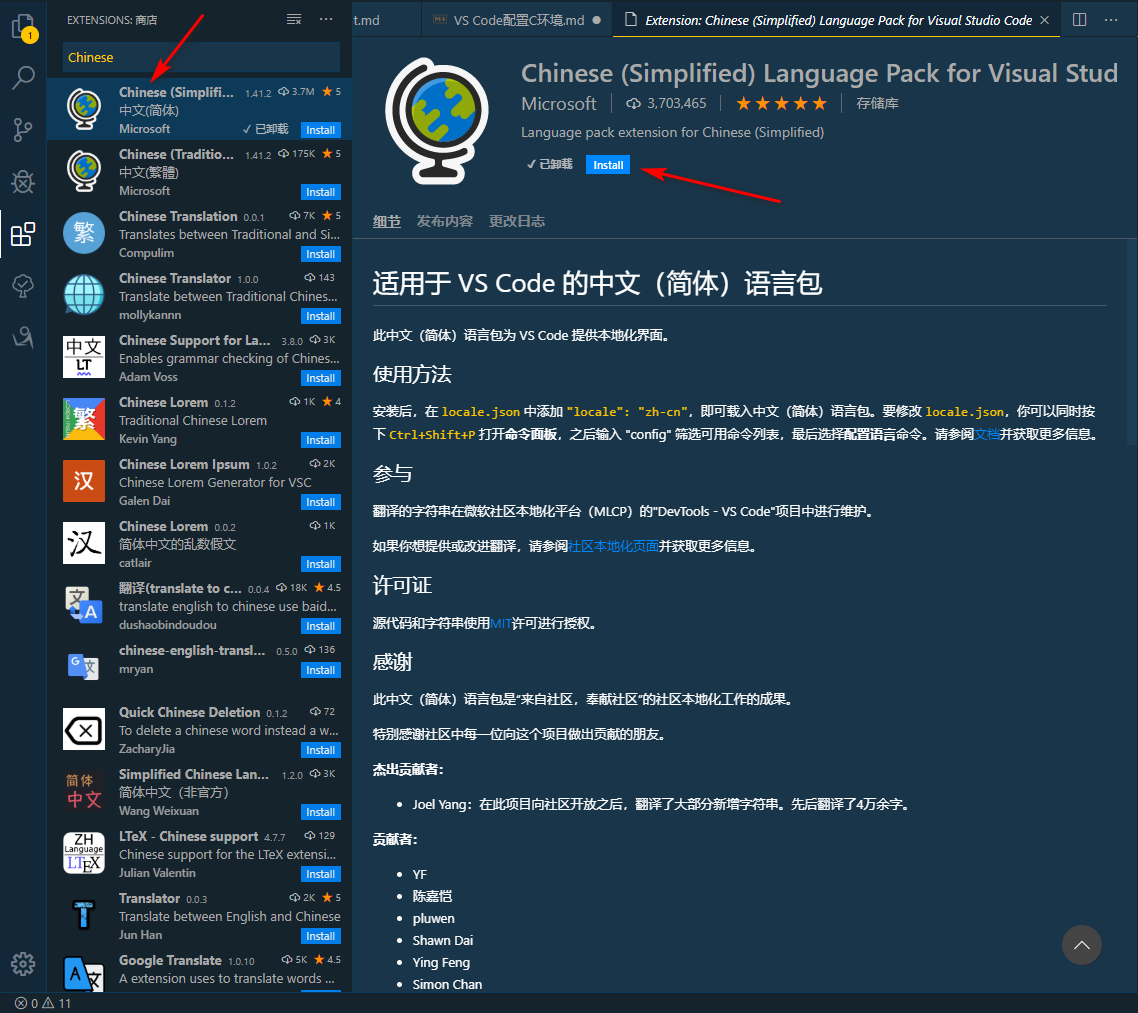 EXTENSIONS: 商店
t.md
VS Code配置C环境.md
Extension: Chinese (Simplified) Language Pack for Visual Studio Code
1
Chinese
Chinese (Simplifi... 1.41.2 3.7M 5
中文(简体)
Microsoft 已卸载 Install
Chinese (Traditio... 1.41.2 175K 5
中文(繁體)
Microsoft Install
繁
Chinese Translation 0.0.1 7K 5
Translates between Traditional and Si...
Compulim Install
Chinese Translator 1.0.0 143
Translate between Traditional Chines...
mollykannn Install
中文
LT
Chinese Support for La... 3.8.0 3K
Enables grammar checking of Chines...
Adam Voss Install
繁
Chinese Lorem 0.1.2 1K 4
Traditional Chinese Lorem
Kevin Yang Install
汉
Chinese Lorem Ipsum 1.0.2 2K
Chinese Lorem Generator for VSC
Galen Dai Install
汉
Chinese Lorem 0.0.2 1K
简体中文的乱数假文
catlair Install
文
A
翻译(translate to c... 0.0.4 18K 4.5
translate english to chinese use baid...
dushaobindoudou Install
G
文
chinese-english-transl... 0.5.0 136
mryan Install
Quick Chinese Deletion 0.1.2 72
To delete a chinese word instead a w...
ZacharyJia Install
简体
中文
Simplified Chinese Lan... 1.2.0 3K
简体中文（非官方）
Wang Weixuan Install
ZH
Language
LTEX
LTeX - Chinese support 4.7.7 129
Chinese support for the LTeX extensi...
Julian Valentin Install
T
Translator 0.0.3 2K 5
Translate between English and Chinese
Jun Han Install
A
文
Google Translate 1.0.10 5K 4.5
A extension uses to translate words ...
Chinese (Simplified) Language Pack for Visual Stud
Microsoft 3,703,465 存储库
Language pack extension for Chinese (Simplified)
已卸载 Install
细节 发布内容 更改日志
适用于 VS Code 的中文（简体）语言包
此中文（简体）语言包为 VS Code 提供本地化界面。
使用方法
安装后，在 locale.json 中添加 "locale": "zh-cn"，即可载入中文（简体）语言包。要修改 locale.json，你可以同时按
下 Ctrl+Shift+P 打开命令面板，之后输入 "config" 筛选可用命令列表，最后选择配置语言命令。请参阅文档并获取更多信息。
参与
翻译的字符串在微软社区本地化平台（MLCP）的"DevTools - VS Code"项目中进行维护。
如果你想提供或改进翻译，请参阅社区本地化页面并获取更多信息。
许可证
源代码和字符串使用MIT许可进行授权。
感谢
此中文（简体）语言包是“来自社区，奉献社区”的社区本地化工作的成果。
特别感谢社区中每一位向这个项目做出贡献的朋友。
杰出贡献者：
• Joel Yang：在此项目向社区开放之后，翻译了大部分新增字符串。先后翻译了4万余字。
贡献者：
• YF
• 陈嘉恺
• pluwen
• Shawn Dai
• Ying Feng
• Simon Chan
0 11